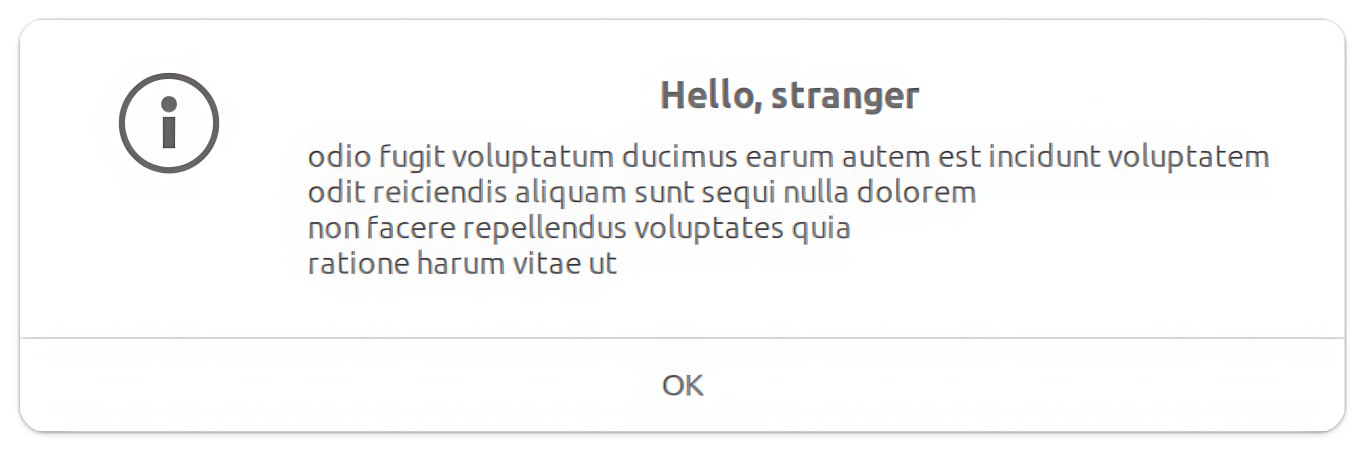 Hello, stranger
odio fugit voluptatum ducimus earum autem est incidunt voluptatem
odit reiciendis aliquam sunt sequi nulla dolorem
non facere repellendus voluptates quia
ratione harum vitae ut
OK